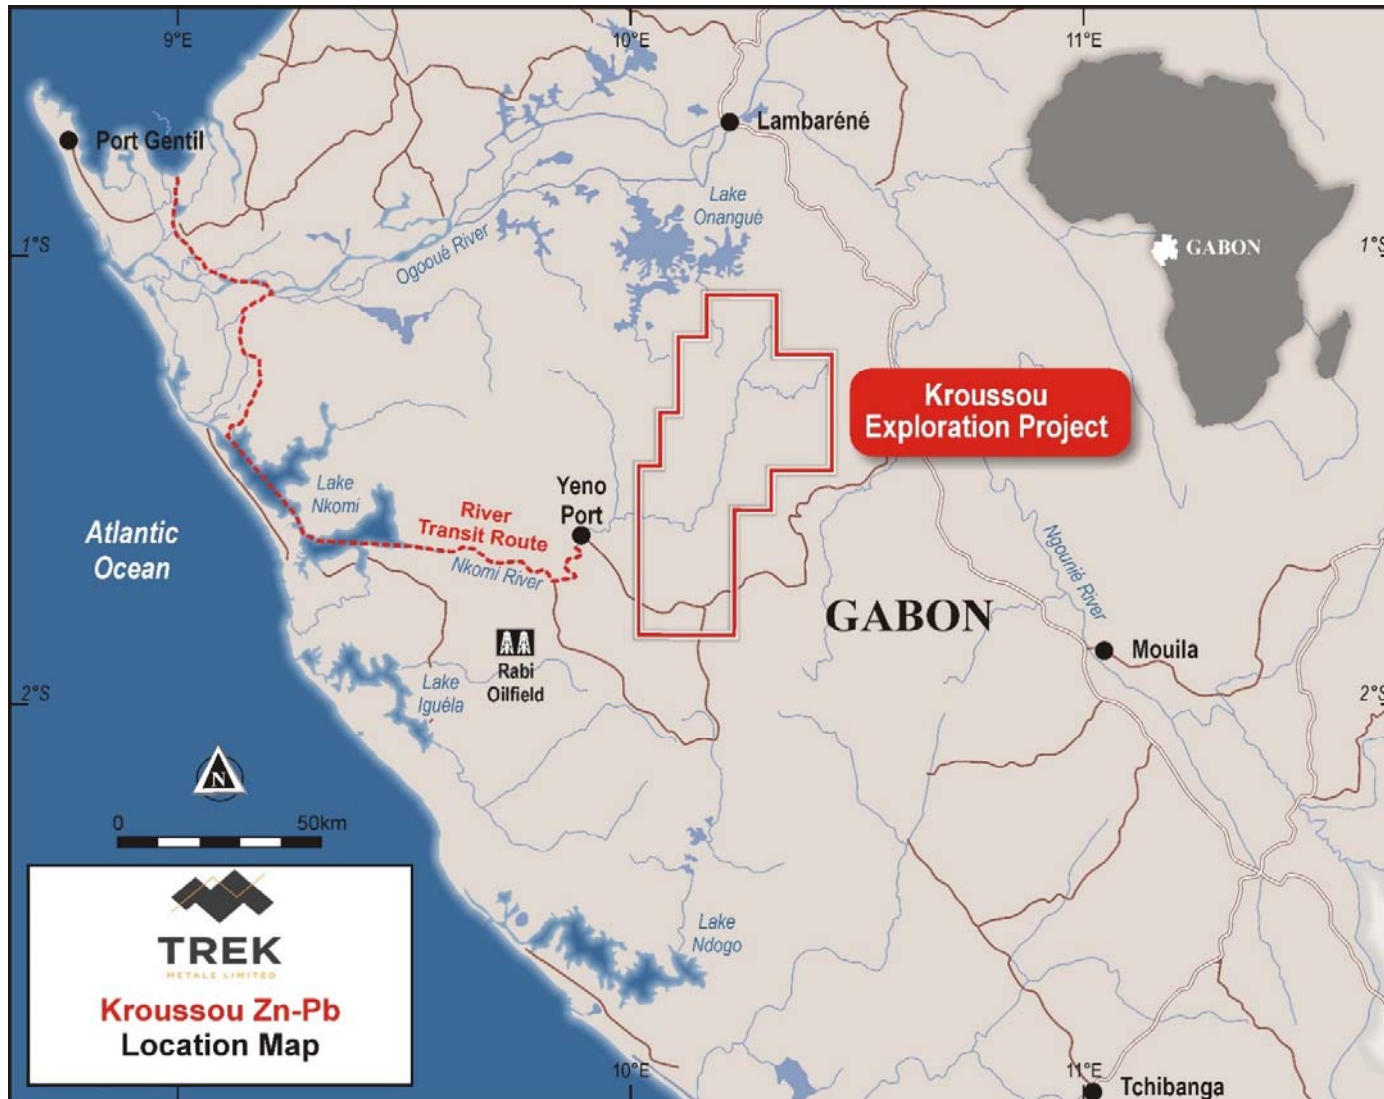 9°E
10°E
11°E
Port Gentil
Lambaréné
Lake
Onangué
1°S
Ogooué River
GABON
1°S
Kroussou
Exploration Project
Lake
Nkomi
Yeno
Port
River
Transit Route
Nkomi River
Atlantic
Ocean
Ngounié River
GABON
Mouila
Rabi
Oilfield
Lake
Iguéla
2°S
2°S
N
0
50km
TREK
METALS LIMITED
Kroussou Zn-Pb
Location Map
Lake
Ndogo
10°E
11°E
Tchibanga